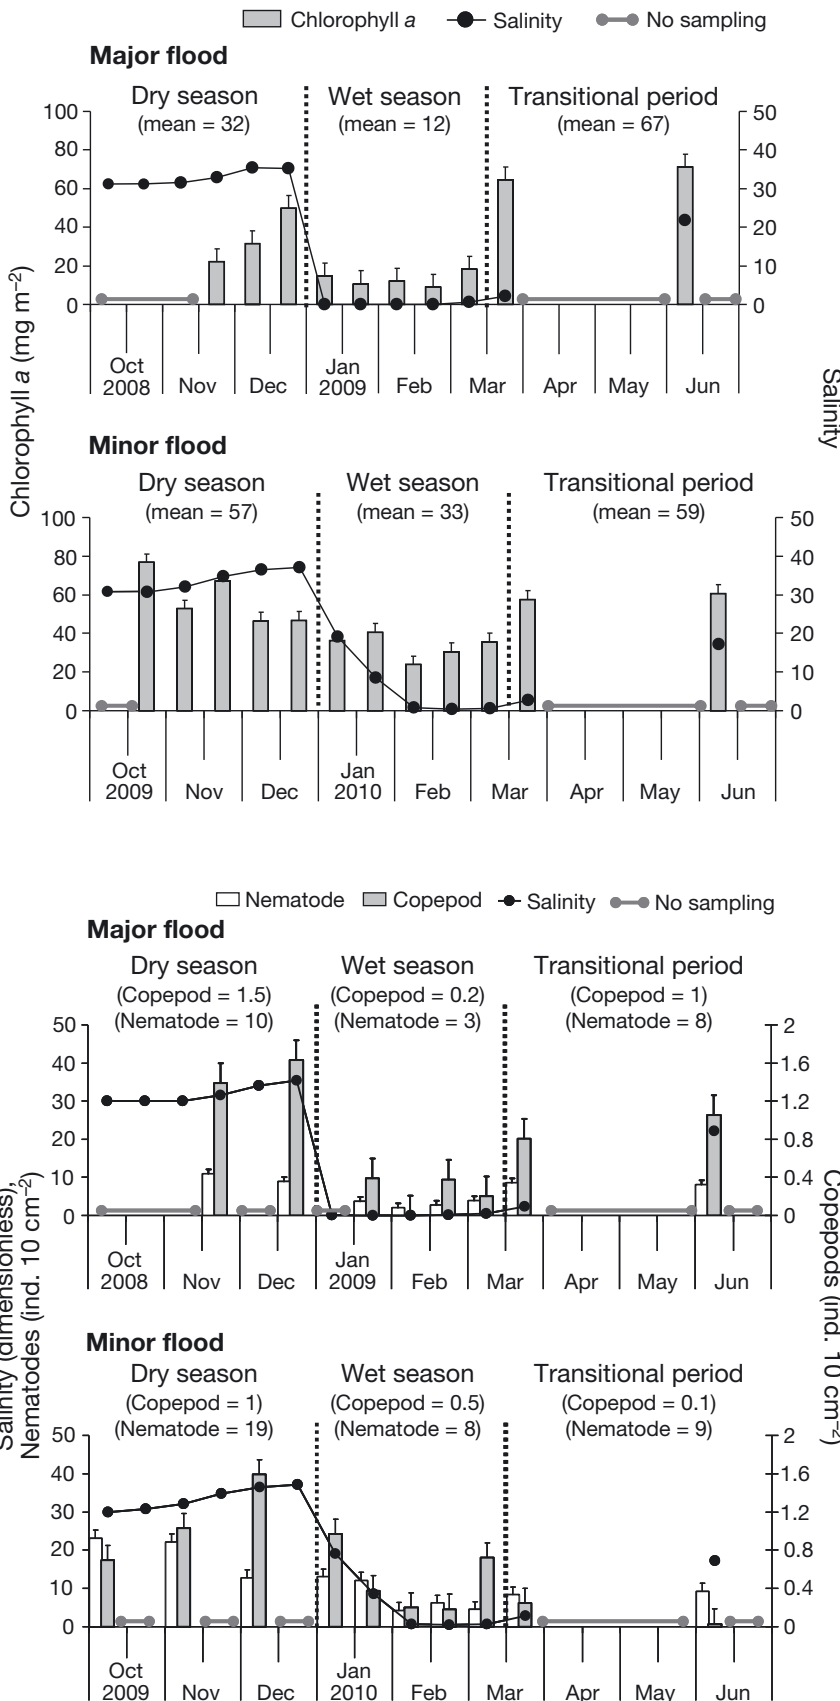 Chlorophyll a Salinity No sampling
Major flood
Dry season Wet season Transitional period
(mean = 32) (mean = 12) (mean = 67)
100 50
80 40
60 30
40 20
20 10
0 0
Oct Jan
2008 Nov Dec 2009 Feb Mar Apr May Jun
Chlorophyll a (mg m–2)
Salinity
Minor flood
Dry season Wet season Transitional period
(mean = 57) (mean = 33) (mean = 59)
100 50
80 40
60 30
40 20
20 10
0 0
Oct Jan
2009 Nov Dec 2010 Feb Mar Apr May Jun
Nematode Copepod Salinity No sampling
Major flood
Dry season Wet season Transitional period
(Copepod = 1.5) (Copepod = 0.2) (Copepod = 1)
(Nematode = 10) (Nematode = 3) (Nematode = 8)
50 2
40 1.6
30 1.2
20 0.8
10 0.4
0 0
Oct Jan
2008 Nov Dec 2009 Feb Mar Apr May Jun
Salinity (dimensionless),
Nematodes (ind. 10 cm–2)
Copepods (ind. 10 cm–2)
Minor flood
Dry season Wet season Transitional period
(Copepod = 1) (Copepod = 0.5) (Copepod = 0.1)
(Nematode = 19) (Nematode = 8) (Nematode = 9)
50 2
40 1.6
30 1.2
20 0.8
10 0.4
0 0
Oct Jan
2009 Nov Dec 2010 Feb Mar Apr May Jun